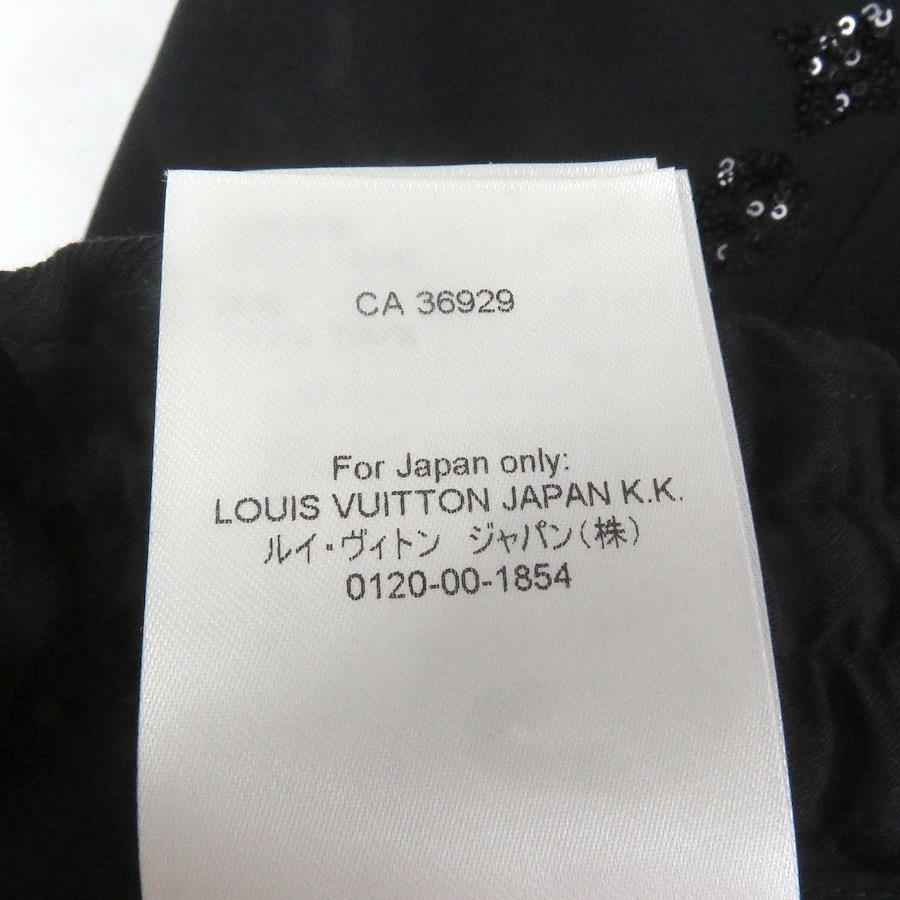 CA 36929
For Japan only:
LOUIS VUITTON JAPAN K.K.
ルイ・ヴィトン ジャパン(株)
0120-00-1854